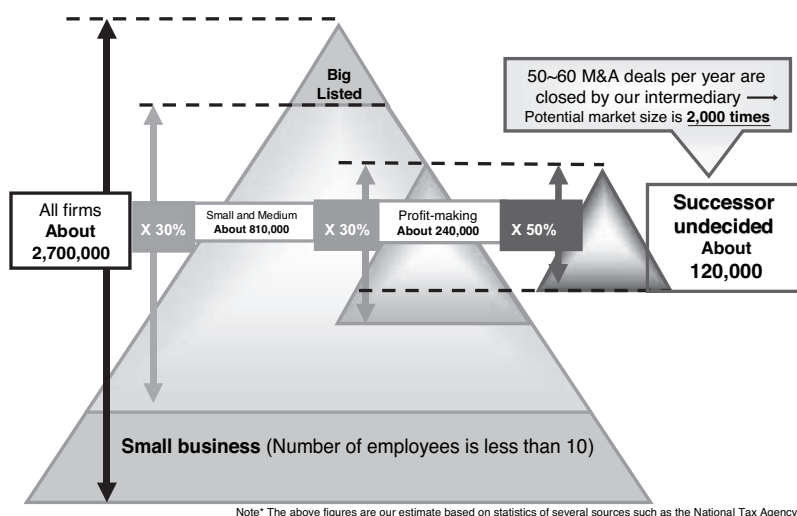 Big
Listed
50~60 M&A deals per year are
closed by our intermediary →
Potential market size is 2,000 times
All firms
About
2,700,000
X 30%
Small and Medium
About 810,000
X 30%
Profit-making
About 240,000
X 50%
Successor
undecided
About
120,000
Small business (Number of employees is less than 10)
Note* The above figures are our estimate based on statistics of several sources such as the National Tax Agency